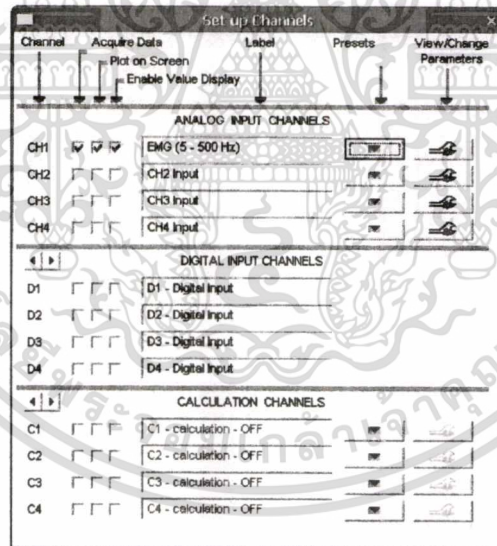 Set up Channels
Channel Acquire Data Label Presets View/Change
Plot on Screen Parameters
Enable Value Display
ANALOG INPUT CHANNELS
CH1 EMG (5 - 500 Hz)
CH2 CH2 Input
CH3 CH3 Input
CH4 CH4 Input
DIGITAL INPUT CHANNELS
D1 D1 - Digital Input
D2 D2 - Digital Input
D3 D3 - Digital Input
D4 D4 - Digital Input
CALCULATION CHANNELS
C1 C1 - calculation - OFF
C2 C2 - calculation - OFF
C3 C3 - calculation - OFF
C4 C4 - calculation - OFF